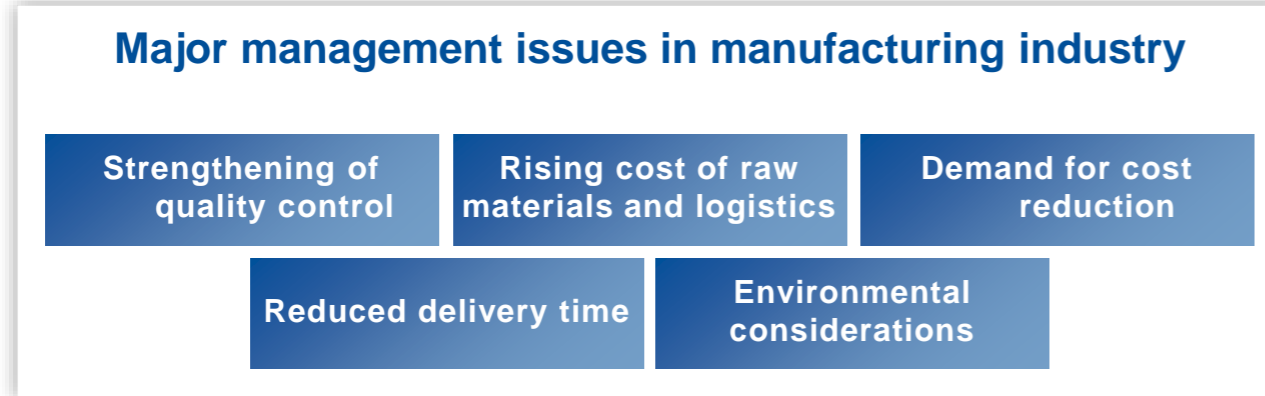 Major management issues in manufacturing industry
Strengthening of
quality control
Rising cost of raw
materials and logistics
Demand for cost
reduction
Reduced delivery time
Environmental
considerations